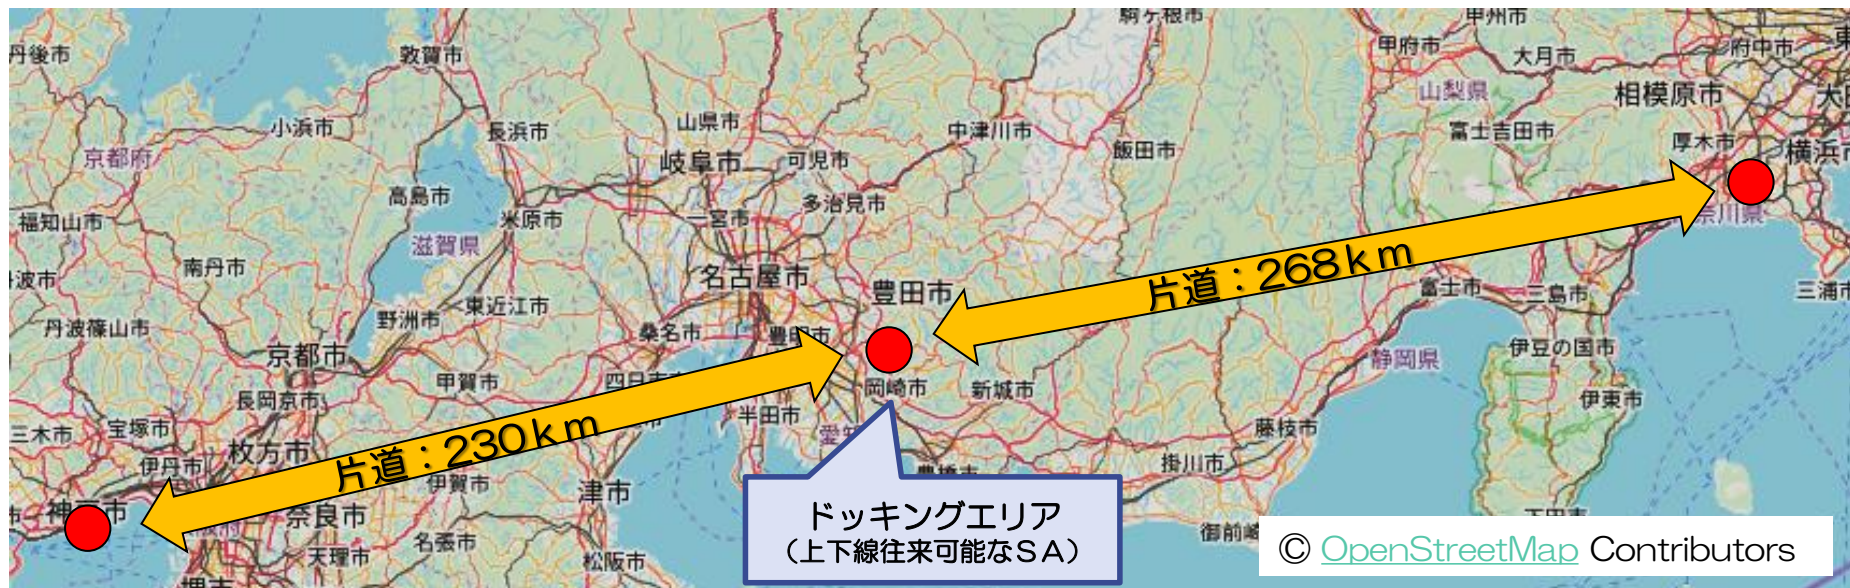 駒ヶ根市
甲州市
丹後市
敦賀市
甲府市
大月市
府中市
山梨県
相模原市
小浜市
長浜市
山県市
中津川市
富士吉田市
厚木市
京都府
岐阜市
可児市
飯田市
横浜市
高島市
多治見市
福知山市
米原市
一宮市
滋賀県
南丹市
名古屋市
片道：268km
豊田市
富士市
三島市
三浦市
東近江市
野洲市
丹波篠山市
桑名市
豊明市
京都市
伊豆の国市
静岡県
甲賀市
岡崎市
新城市
長岡京市
半田市
伊東市
三木市
宝塚市
片道：230km
枚方市
藤枝市
伊丹市
掛川市
伊賀市
津市
神戸市
奈良市
ドッキングエリア
（上下線往来可能なSA）
天理市
名張市
松阪市
© OpenStreetMap Contributors